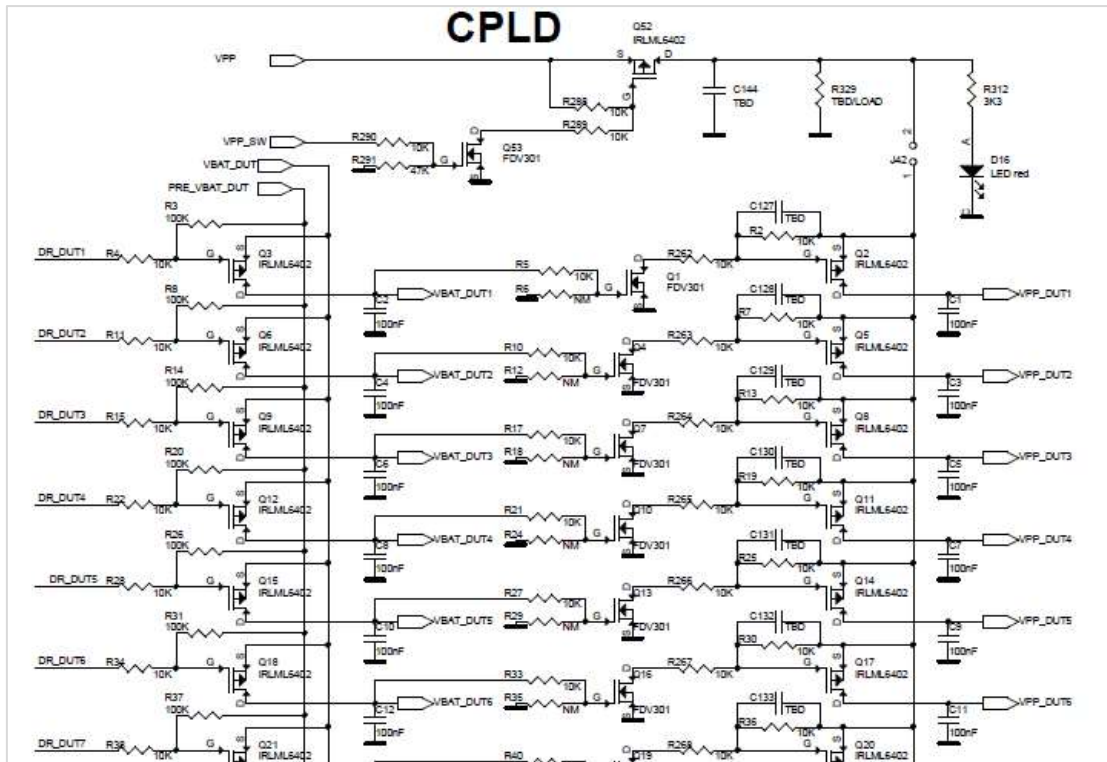 CPLD
Q52
IRLML6402
VPP
S
D
G
R288
10K
R289
10K
C144
TBD
R329
TBD/LOAD
R312
3K3
VPP_SW
R290
10K
R291
47K
G
D
S
Q53
FDV301
2
J42
1
A
D16
LED red
C
VBAT_DUT
PRE_VBAT_DUT
R3
100K
DR_DUT1
R4
10K
G
S
D
Q3
IRLML6402
C2
100nF
VBAT_DUT1
R5
10K
R6
NM
G
D
S
Q1
FDV301
R262
10K
C127
TBD
R2
10K
G
S
D
Q2
IRLML6402
C1
100nF
VPP_DUT1
R8
100K
DR_DUT2
R11
10K
G
S
D
Q6
IRLML6402
C4
100nF
VBAT_DUT2
R10
10K
R12
NM
G
D
S
Q4
FDV301
R263
10K
C128
TBD
R7
10K
G
S
D
Q5
IRLML6402
C3
100nF
VPP_DUT2
R14
100K
DR_DUT3
R15
10K
G
S
D
Q9
IRLML6402
C6
100nF
VBAT_DUT3
R17
10K
R18
NM
G
D
S
Q7
FDV301
R264
10K
C129
TBD
R13
10K
G
S
D
Q8
IRLML6402
C5
100nF
VPP_DUT3
R20
100K
DR_DUT4
R22
10K
G
S
D
Q12
IRLML6402
C8
100nF
VBAT_DUT4
R21
10K
R24
NM
G
D
S
Q10
FDV301
R265
10K
C130
TBD
R19
10K
G
S
D
Q11
IRLML6402
C7
100nF
VPP_DUT4
R26
100K
DR_DUT5
R28
10K
G
S
D
Q15
IRLML6402
C10
100nF
VBAT_DUT5
R27
10K
R29
NM
G
D
S
Q13
FDV301
R266
10K
C131
TBD
R25
10K
G
S
D
Q14
IRLML6402
C9
100nF
VPP_DUT5
R31
100K
DR_DUT6
R34
10K
G
S
D
Q18
IRLML6402
C12
100nF
VBAT_DUT6
R33
10K
R35
NM
G
D
S
Q16
FDV301
R267
10K
C132
TBD
R30
10K
G
S
D
Q17
IRLML6402
C11
100nF
VPP_DUT6
R37
100K
DR_DUT7
R38
10K
G
S
Q21
IRLML6402
R40
10K
D
Q19
R268
10K
C133
TBD
R36
10K
G
S
Q20
IRLML6402